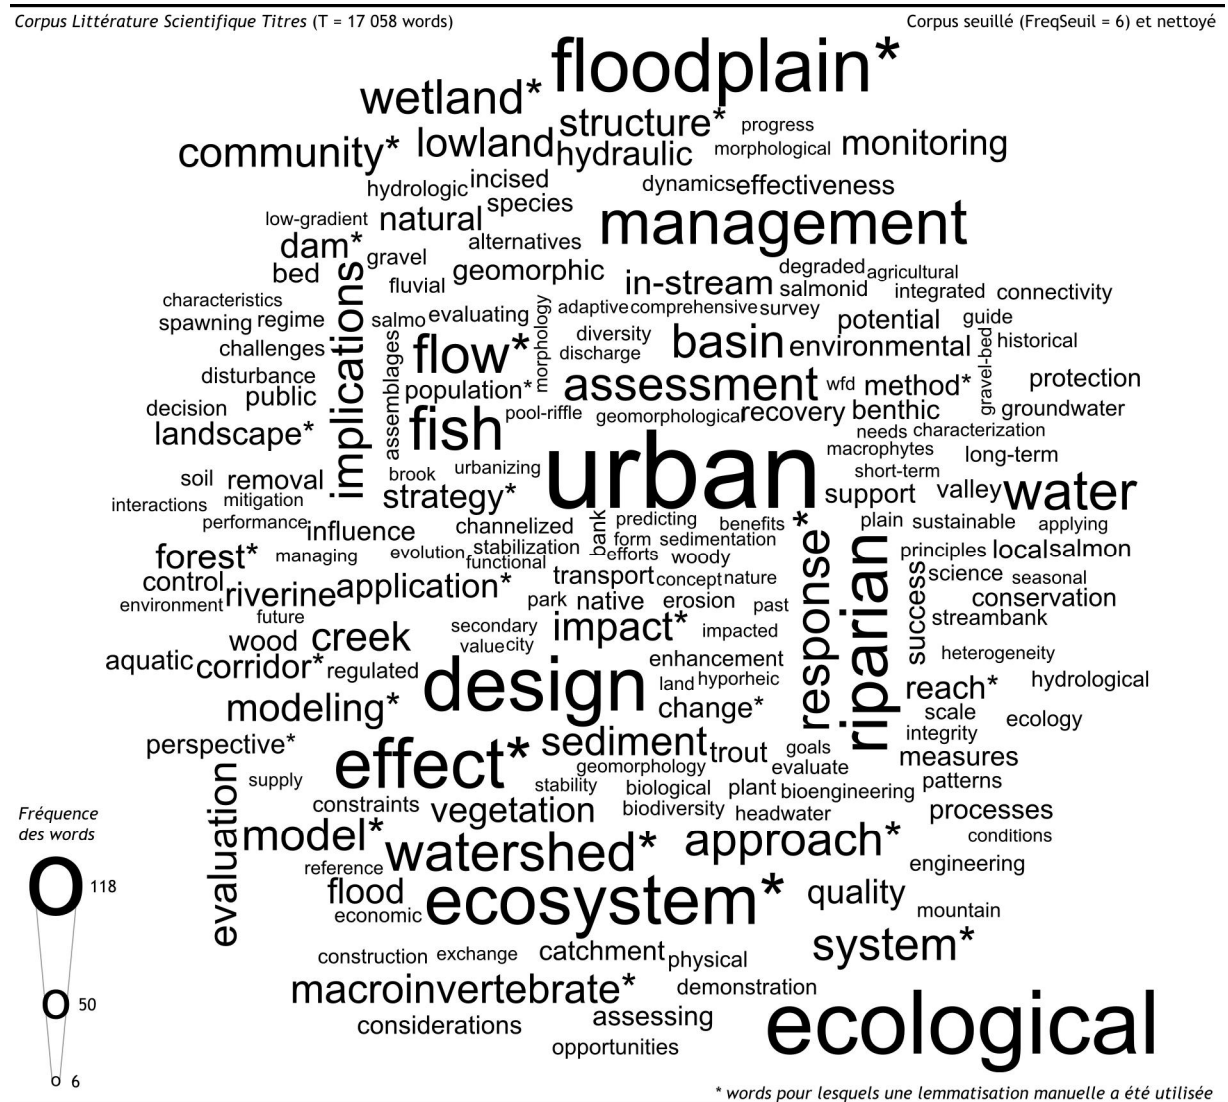 Corpus Littérature Scientifique Titres (T = 17 058 words)
Corpus seuillé (FreqSeuil = 6) et nettoyé
floodplain*
wetland*
structure* progress
community* lowland hydraulic morphological monitoring
hydrologic incised dynamics effectiveness
species
low-gradient natural management
dam* alternatives
gravel
bed geomorphic in-stream degraded agricultural
implications
fluvial salmonid integrated connectivity
characteristics
spawning regime salmo evaluating morphology adaptive comprehensive survey potential guide
challenges assemblages flow* diversity basin environmental gravel-bed historical
discharge
disturbance population* assessment wfd method* protection
public
decision pool-riffle geomorphological recovery benthic groundwater
landscape* fish needs characterization
urban macrophytes long-term
soil removal brook urbanizing short-term
interactions mitigation strategy* support valley water
performance influence channelized bank predicting benefits response* plain sustainable applying
form sedimentation
forest* managing evolution stabilization efforts woody riparian principles local salmon
functional
control riverine application* transport concept nature success science seasonal
environment park native erosion past conservation
future streambank
wood creek secondary impact* impacted
value city
aquatic corridor* regulated design enhancement heterogeneity
land hyporheic reach* hydrological
modeling* change* scale ecology
integrity
perspective* effect* sediment trout goals measures
geomorphology evaluate
evaluation supply stability biological plant bioengineering patterns
constraints vegetation biodiversity headwater processes
model* watershed* approach* conditions
reference engineering
flood ecosystem* quality
economic mountain
system*
construction exchange catchment physical
macroinvertebrate* demonstration
considerations assessing ecological
opportunities
Fréquence
des words
118
50
6
* words pour lesquels une lemmatisation manuelle a été utilisée